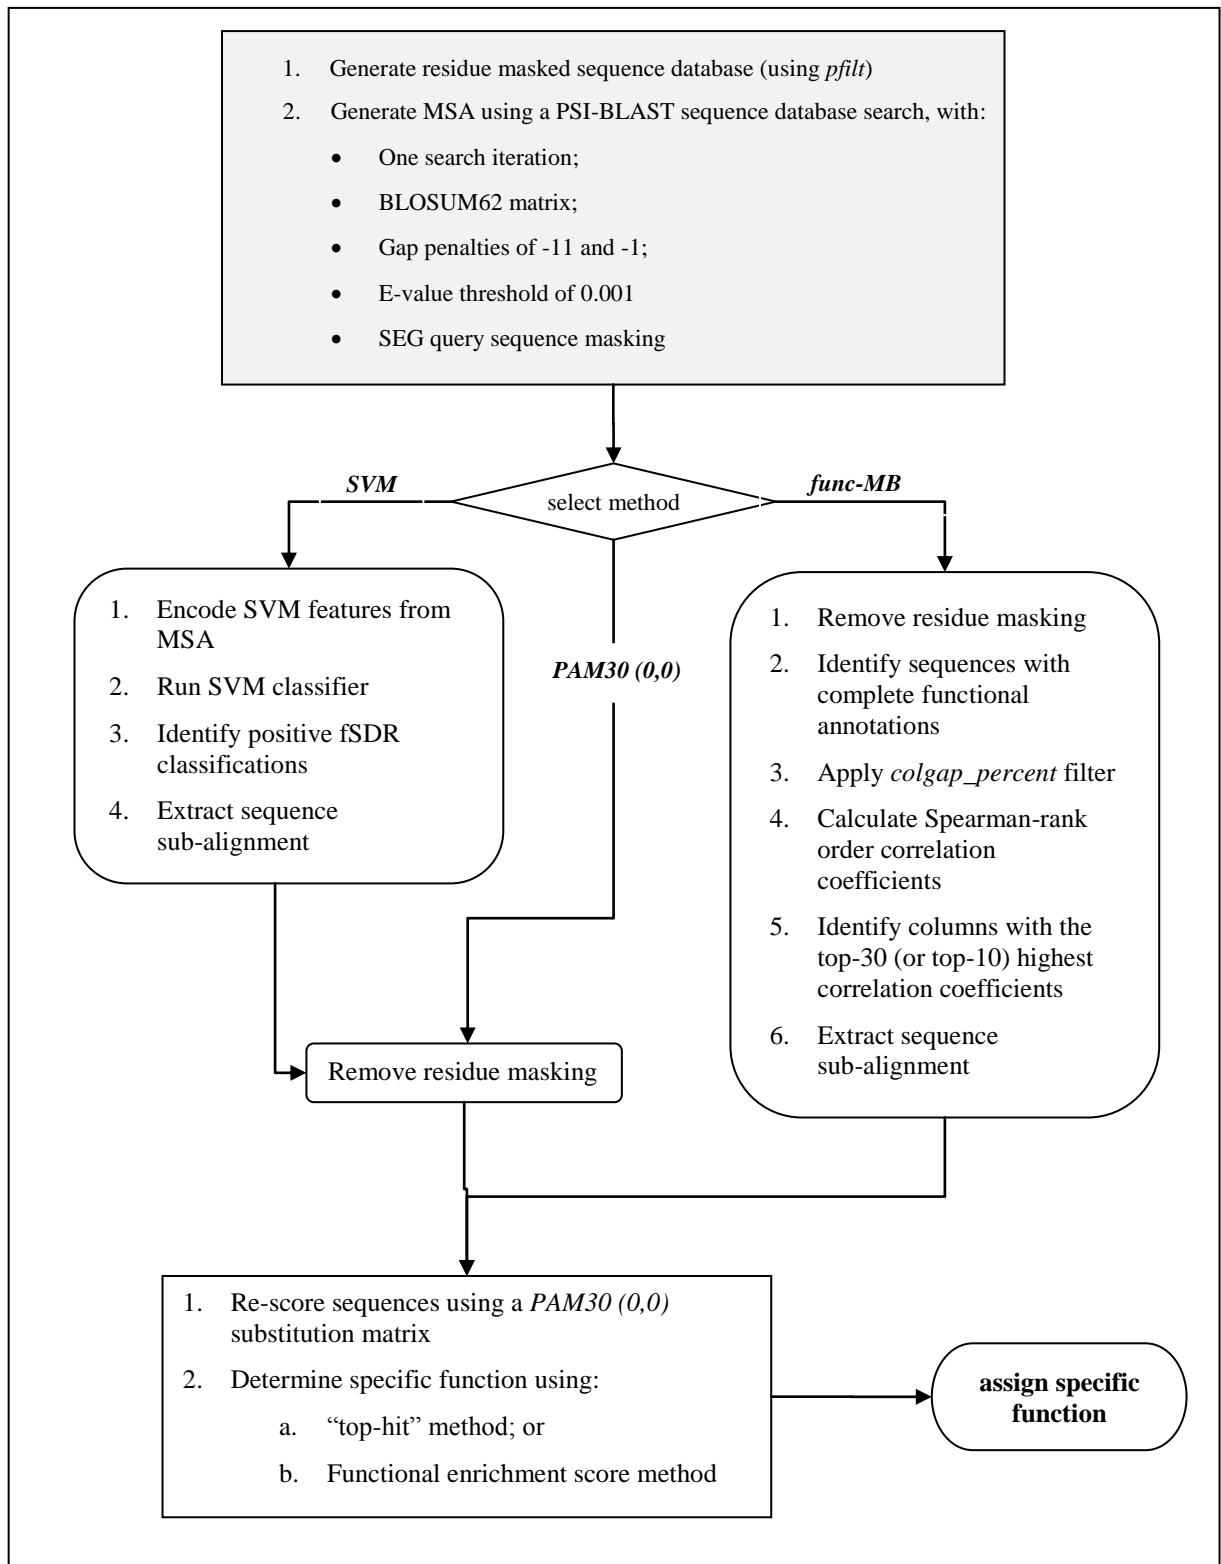 1. Generate residue masked sequence database (using pfilt)
2. Generate MSA using a PSI-BLAST sequence database search, with:
• One search iteration;
• BLOSUM62 matrix;
• Gap penalties of -11 and -1;
• E-value threshold of 0.001
• SEG query sequence masking
SVM
select method
func-MB
1. Encode SVM features from
MSA
2. Run SVM classifier
3. Identify positive fSDR
classifications
4. Extract sequence
sub-alignment
PAM30 (0,0)
1. Remove residue masking
2. Identify sequences with
complete functional
annotations
3. Apply colgap_percent filter
4. Calculate Spearman-rank
order correlation
coefficients
5. Identify columns with the
top-30 (or top-10) highest
correlation coefficients
6. Extract sequence
sub-alignment
Remove residue masking
1. Re-score sequences using a PAM30 (0,0)
substitution matrix
2. Determine specific function using:
a. “top-hit” method; or
b. Functional enrichment score method
assign specific
function